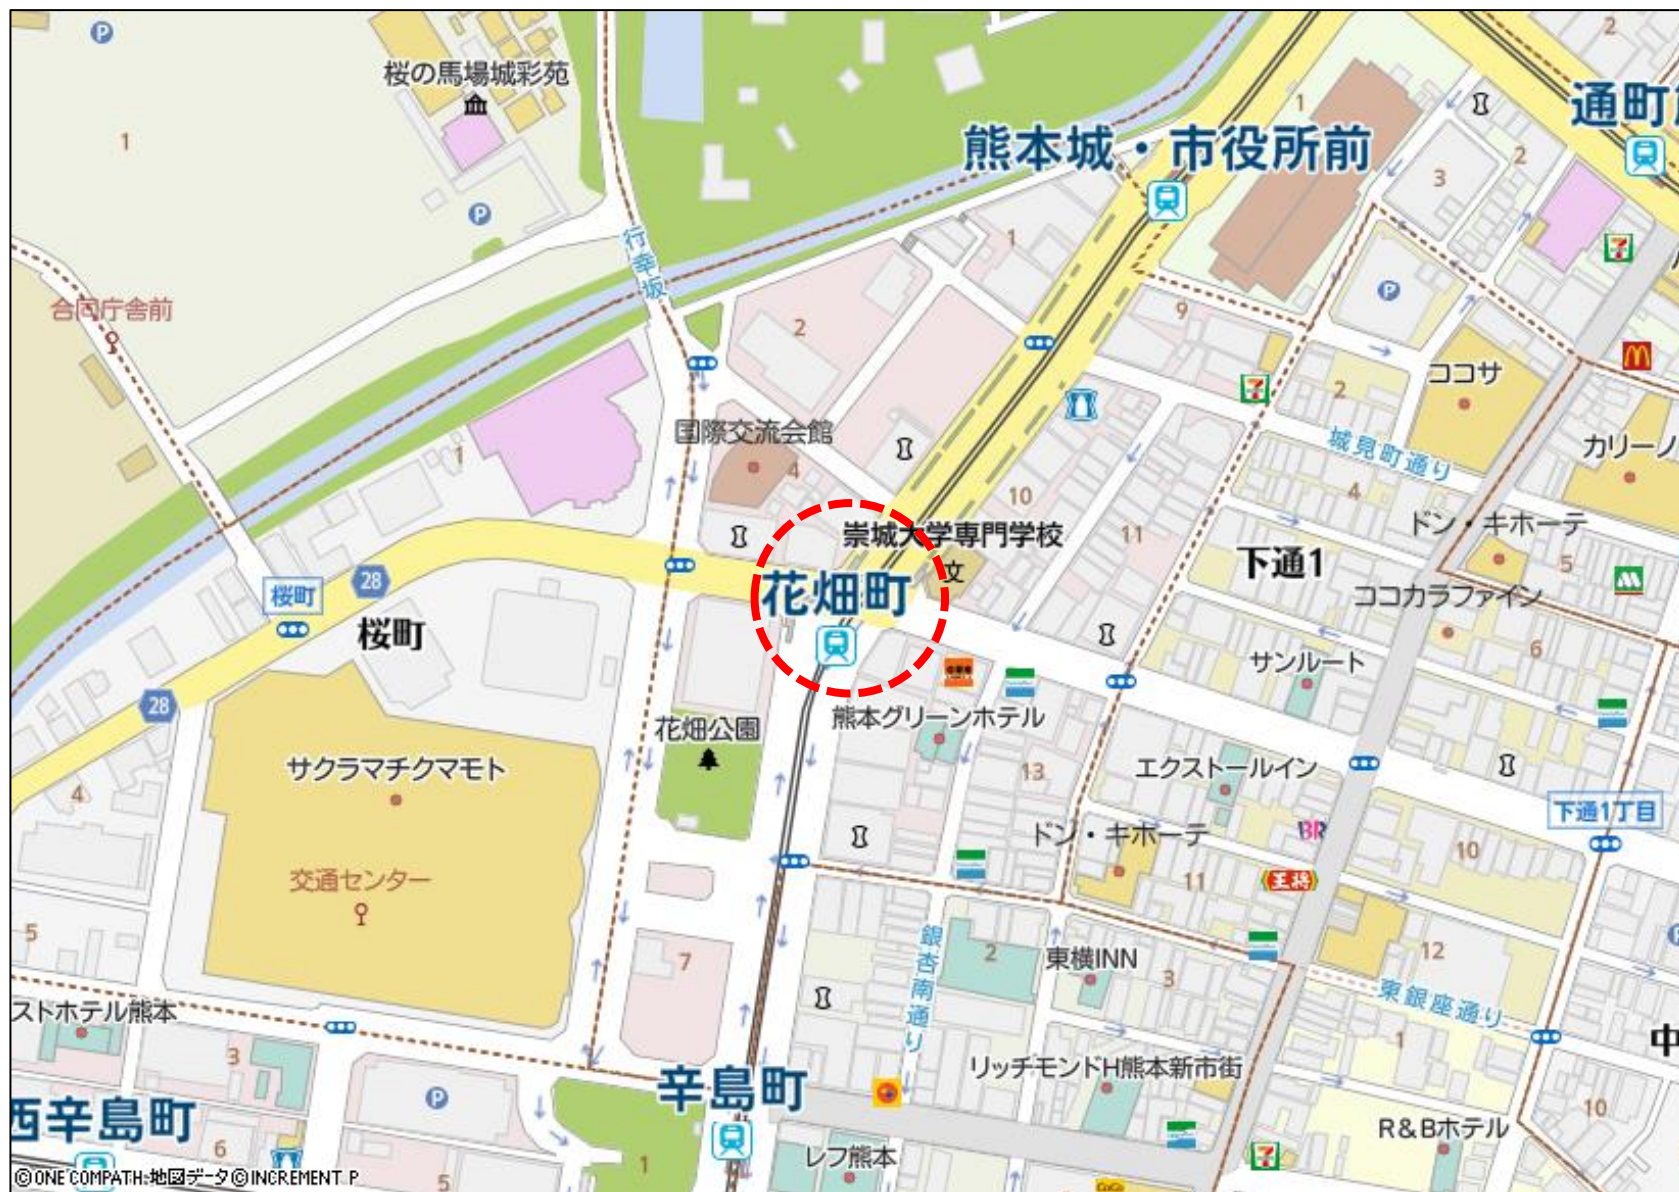 桜の馬場城彩苑
1
2
1
2
通町
熊本城・市役所前
3
行幸坂
1
合同庁舎前
2
9
ココサ
2
国際交流会館
4
1
カリーノ
城見町通り
4
10
ドン・キホーテ
崇城大学専門学校
11
下通1
5
文
28
桜町
花畑町
ココカラファイン
桜町
サンルート
6
28
熊本グリーンホテル
花畑公園
サクラマチクマモト
エクストールイン
13
4
下通1丁目
ドン・キホーテ
BR
10
交通センター
11
王将
5
銀杏南通り
2
12
7
東横INN
3
東銀座通り
ストホテル熊本
1
中
3
リッチモンドH熊本新市街
辛島町
P
西辛島町
10
R&Bホテル
6
レフ熊本
1
5
CoCo
©ONE COMPATH 地図データ©INCREMENT P